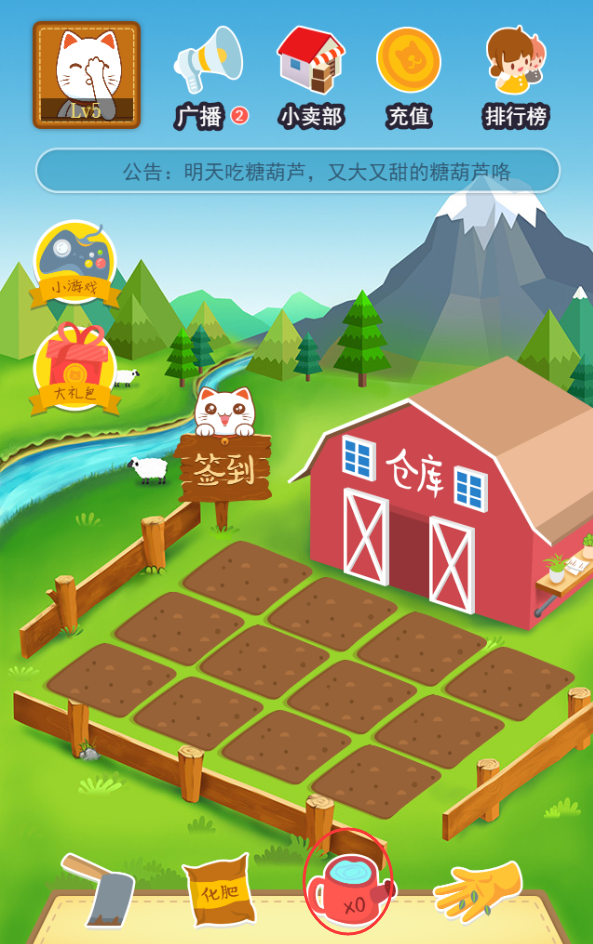 Lv5
广播 2
小卖部
充值
排行榜
公告：明天吃糖葫芦，又大又甜的糖葫芦咯
小游戏
大礼包
签到
仓库
化肥
x0